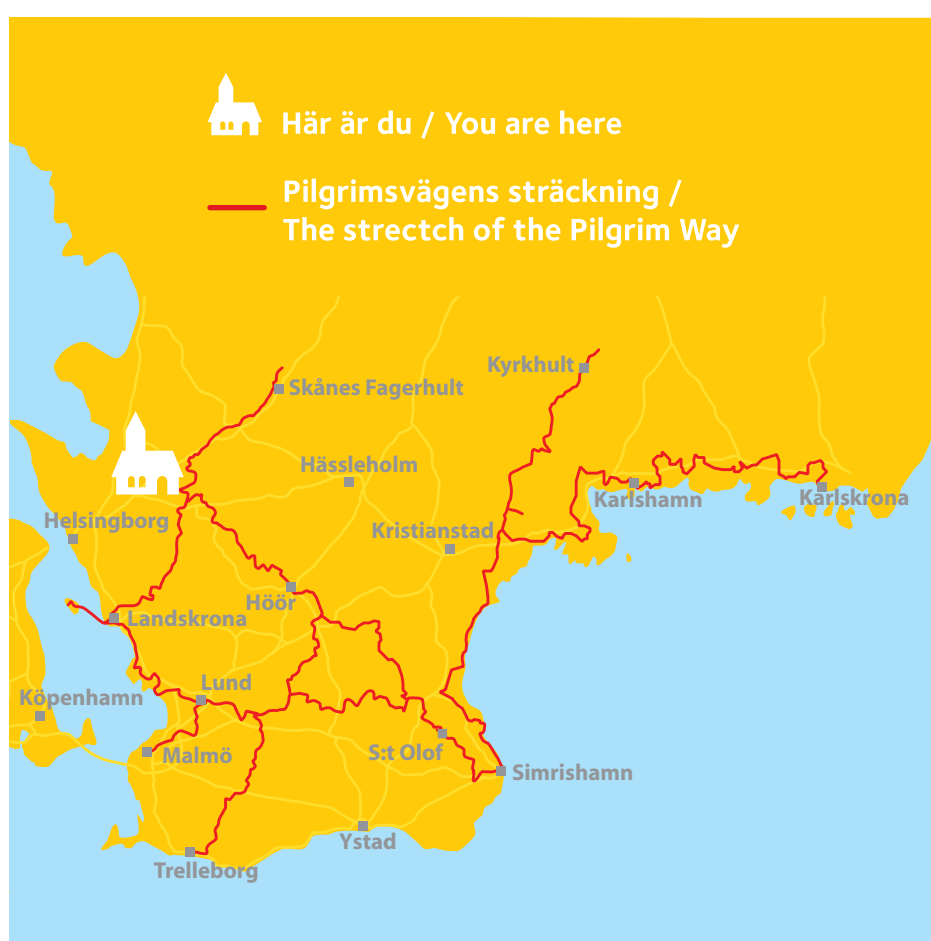 Här är du / You are here
Pilgrimsvägens sträckning /
The strectch of the Pilgrim Way
Kyrkhult
Skånes Fagerhult
Hässleholm
Karlshamn
Karlskrona
Helsingborg
Kristianstad
Höör
Landskrona
Lund
Köpenhamn
S:t Olof
Malmö
Simrishamn
Ystad
Trelleborg